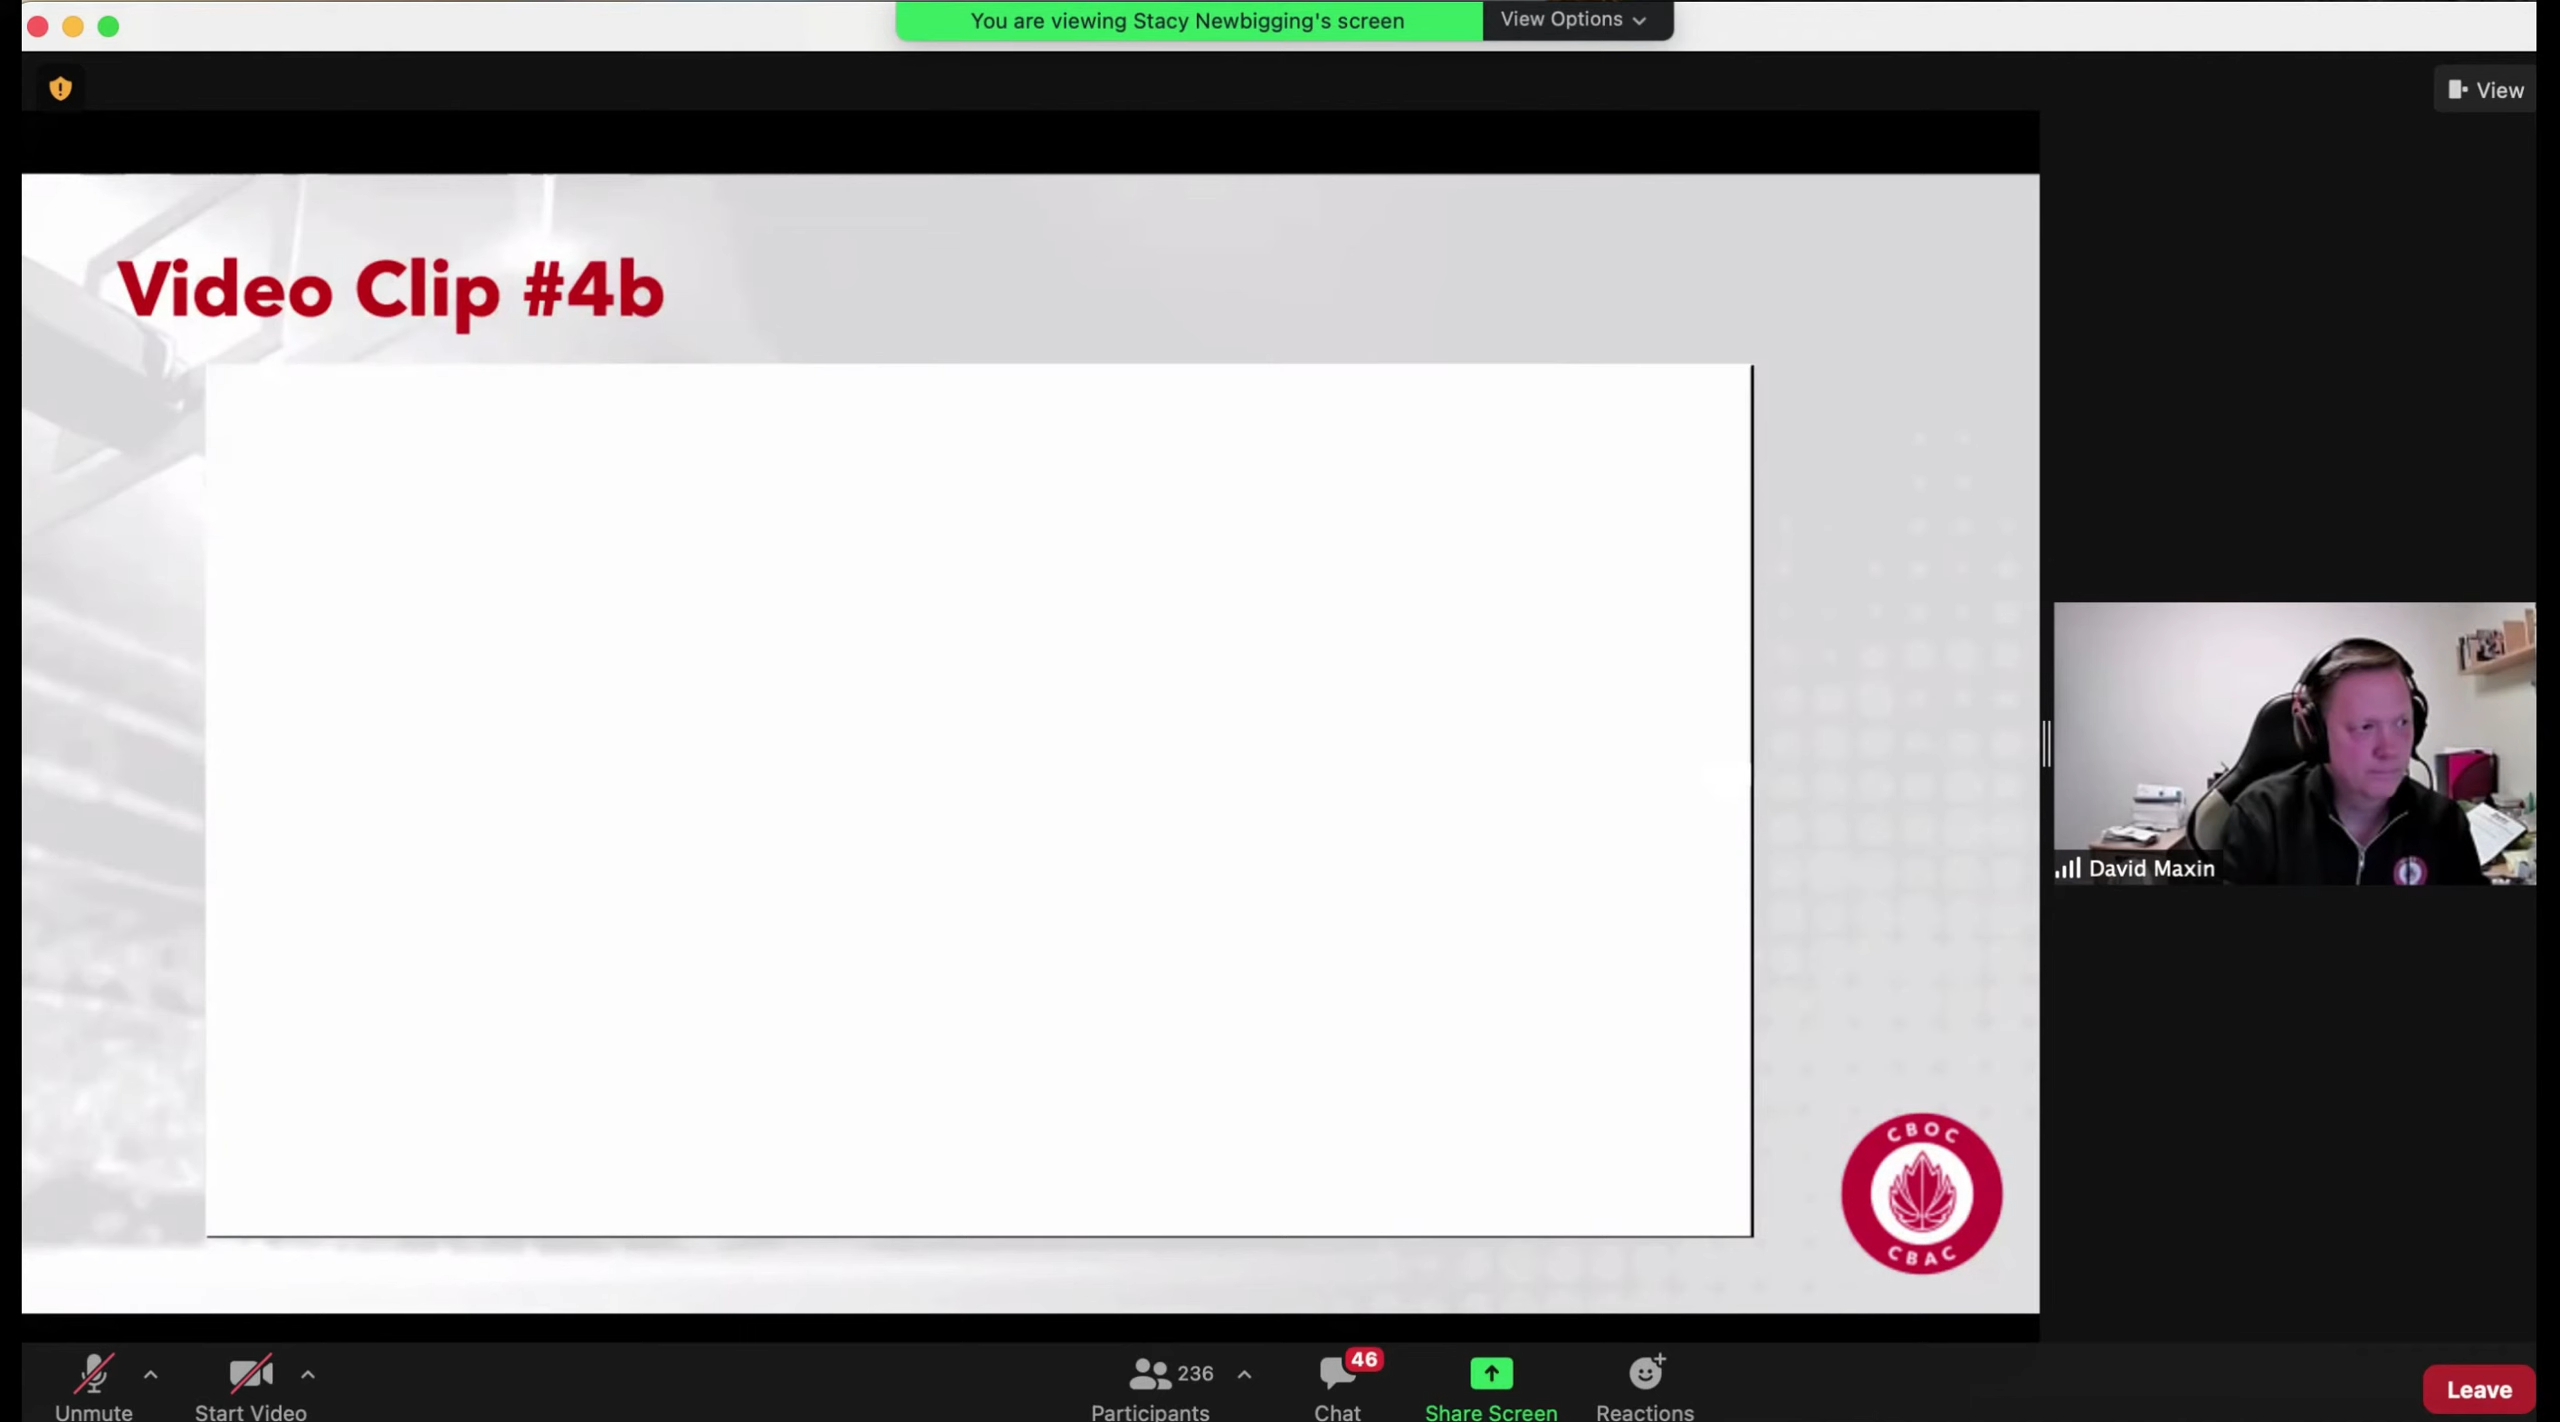 You are viewing Stacy Newbigging's screen
View Options
View
Video Clip #4b
David Maxin
CBOC
CBAC
236
46
Unmute
Start Video
Participants
Chat
Share Screen
Reactions
Leave